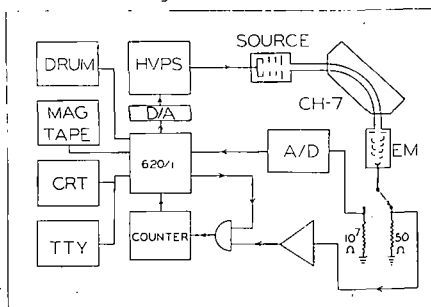 SOURCE
DRUM
HVPS
CH-7
MAG
TAPE
D/A
EM
620/i
A/D
CRT
TTY
COUNTER
10⁷
Ω
50
Ω